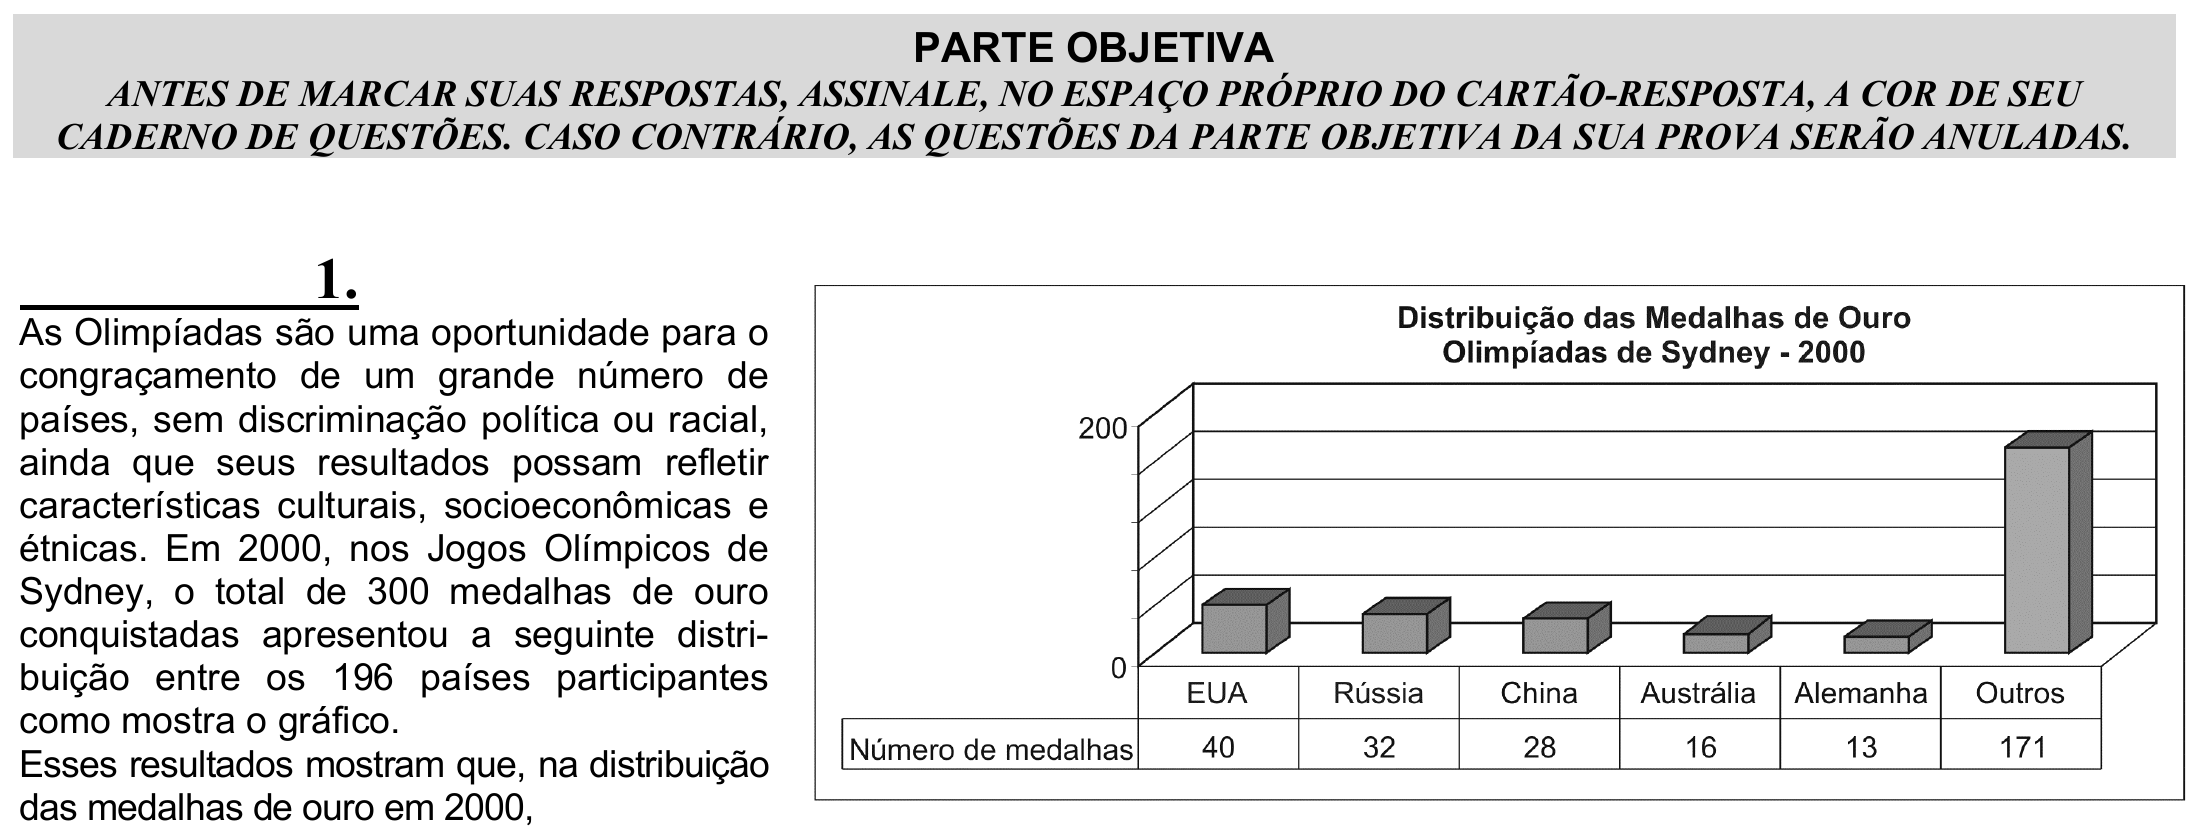 PARTE OBJETIVA
ANTES DE MARCAR SUAS RESPOSTAS, ASSINALE, NO ESPAÇO PRÓPRIO DO CARTÃO-RESPOSTA, A COR DE SEU
CADERNO DE QUESTÕES. CASO CONTRÁRIO, AS QUESTÕES DA PARTE OBJETIVA DA SUA PROVA SERÃO ANULADAS.
1.
As Olimpíadas são uma oportunidade para o
congraçamento de um grande número de
países, sem discriminação política ou racial,
ainda que seus resultados possam refletir
características culturais, socioeconômicas e
étnicas. Em 2000, nos Jogos Olímpicos de
Sydney, o total de 300 medalhas de ouro
conquistadas apresentou a seguinte distri-
buição entre os 196 países participantes
como mostra o gráfico.
Esses resultados mostram que, na distribuição
das medalhas de ouro em 2000,
Distribuição das Medalhas de Ouro
Olimpíadas de Sydney - 2000
200
0
EUA Rússia China Austrália Alemanha Outros
Número de medalhas 40 32 28 16 13 171